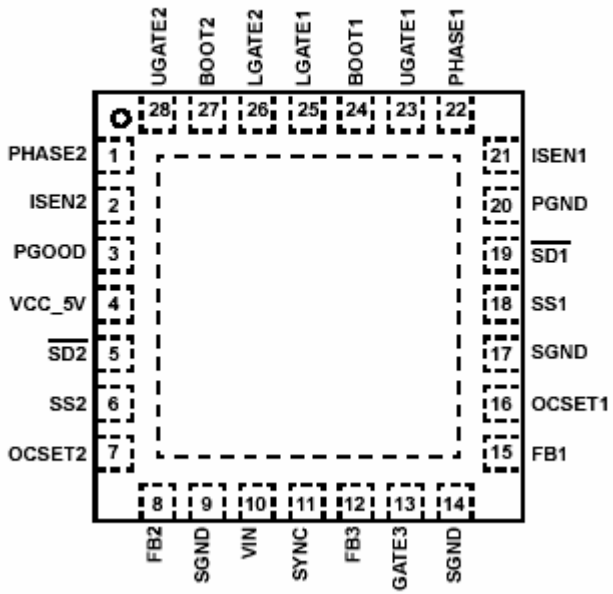 UGATE2 BOOT2 LGATE2 LGATE1 BOOT1 UGATE1 PHASE1
28 27 26 25 24 23 22
PHASE2 1 21 ISEN1
ISEN2 2 20 PGND
PGOOD 3 19 SD1
VCC_5V 4 18 SS1
SD2 5 17 SGND
SS2 6 16 OCSET1
OCSET2 7 15 FB1
8 9 10 11 12 13 14
FB2 SGND VIN SYNC FB3 GATE3 SGND